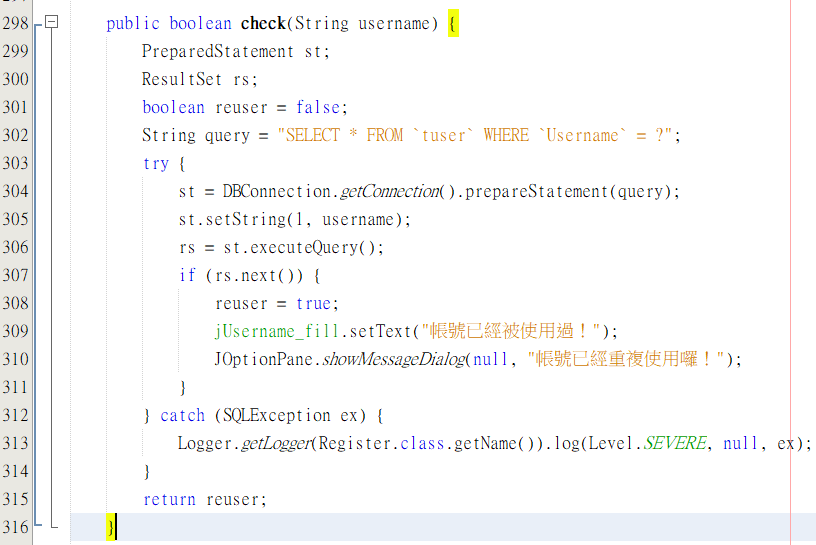 298 public boolean check(String username) {
299 PreparedStatement st;
300 ResultSet rs;
301 boolean reuser = false;
302 String query = "SELECT * FROM `tuser` WHERE `Username` = ?";
303 try {
304 st = DBConnection.getConnection().prepareStatement(query);
305 st.setString(1, username);
306 rs = st.executeQuery();
307 if (rs.next()) {
308 reuser = true;
309 jUsername_fill.setText("帳號已經被使用過！");
310 JOptionPane.showMessageDialog(null, "帳號已經重複使用囉！");
311 }
312 } catch (SQLException ex) {
313 Logger.getLogger(Register.class.getName()).log(Level.SEVERE, null, ex);
314 }
315 return reuser;
316 }